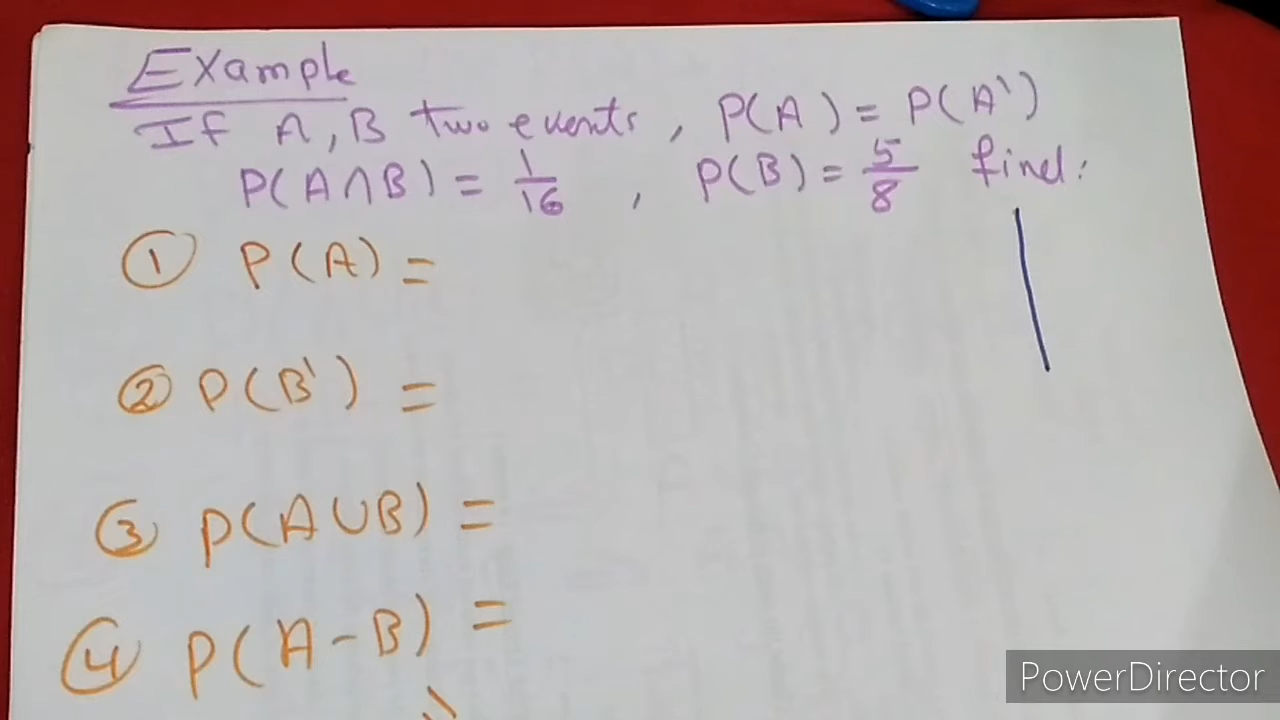 Example
If A, B two events, P(A) = P(A')
P(A∩B) = 1/16, P(B) = 5/8 find:
① P(A) =
② P(B') =
③ P(A∪B) =
④ P(A-B) =
PowerDirector